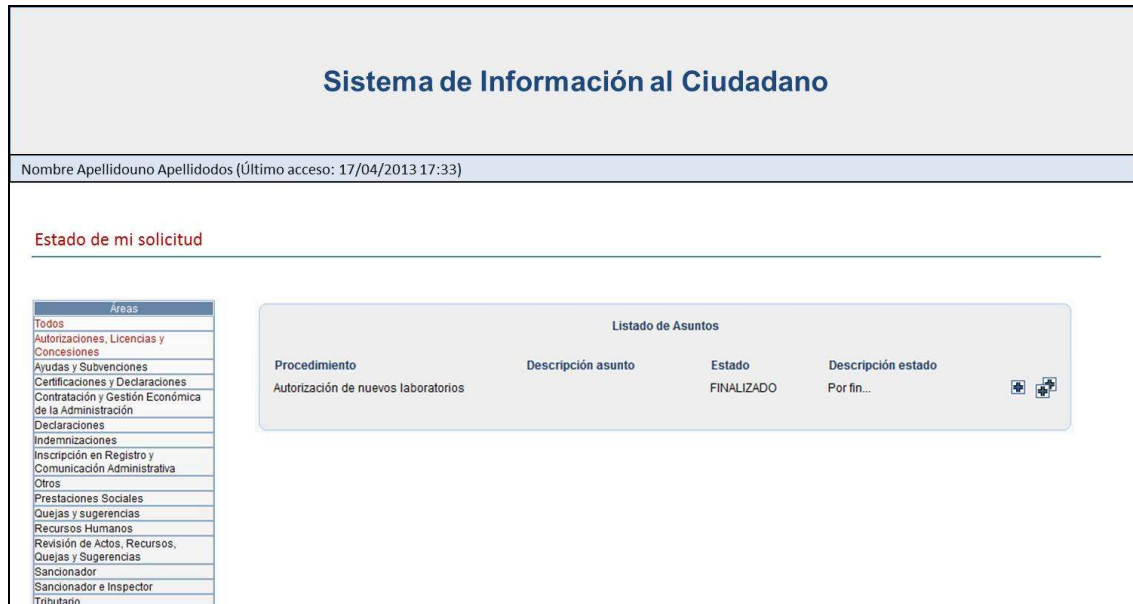 Sistema de Información al Ciudadano
Nombre Apellidouno Apellidodos (Último acceso: 17/04/2013 17:33)
Estado de mi solicitud
Áreas
Todos
Autorizaciones, Licencias y
Concesiones
Ayudas y Subvenciones
Certificaciones y Declaraciones
Contratación y Gestión Económica
de la Administración
Declaraciones
Indemnizaciones
Inscripción en Registro y
Comunicación Administrativa
Otros
Prestaciones Sociales
Quejas y sugerencias
Recursos Humanos
Revisión de Actos, Recursos,
Quejas y Sugerencias
Sancionador
Sancionador e Inspector
Tributario
Listado de Asuntos
Procedimiento Descripción asunto Estado Descripción estado
Autorización de nuevos laboratorios FINALIZADO Por fin...